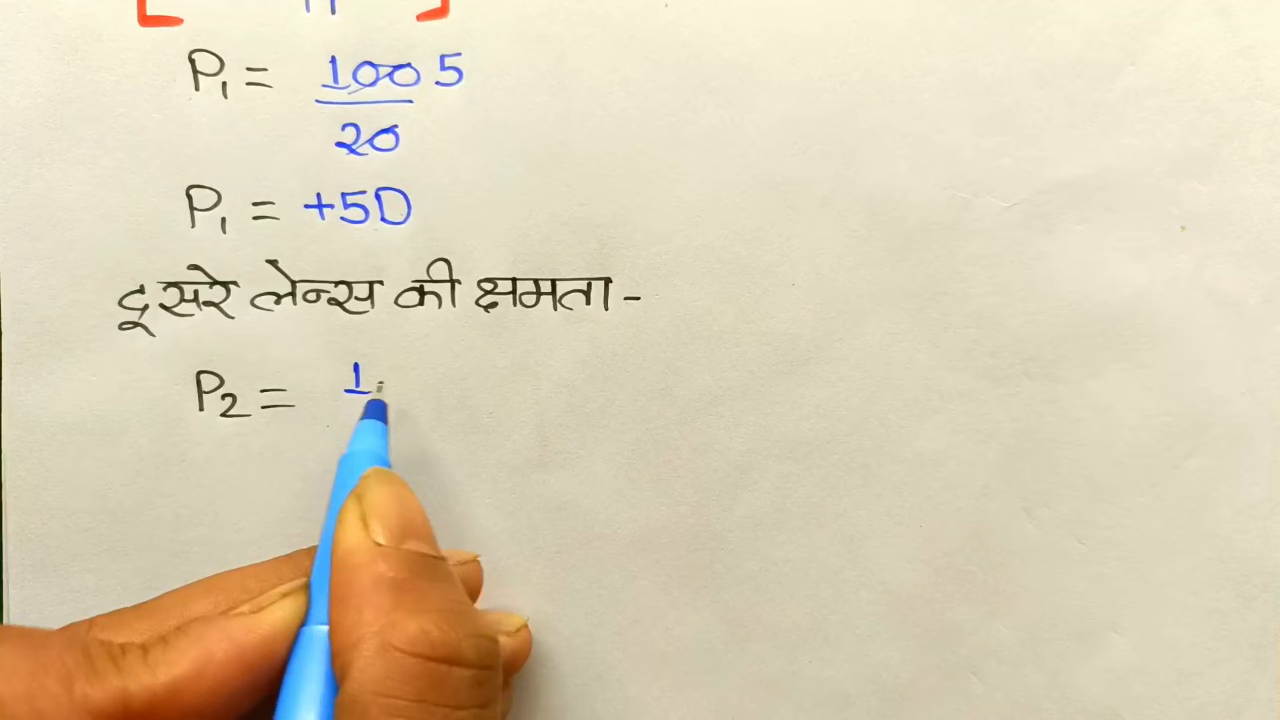 P₁ = 100 5
20
P₁ = +5D
दूसरे लेन्स की क्षमता -
P₂ = 1